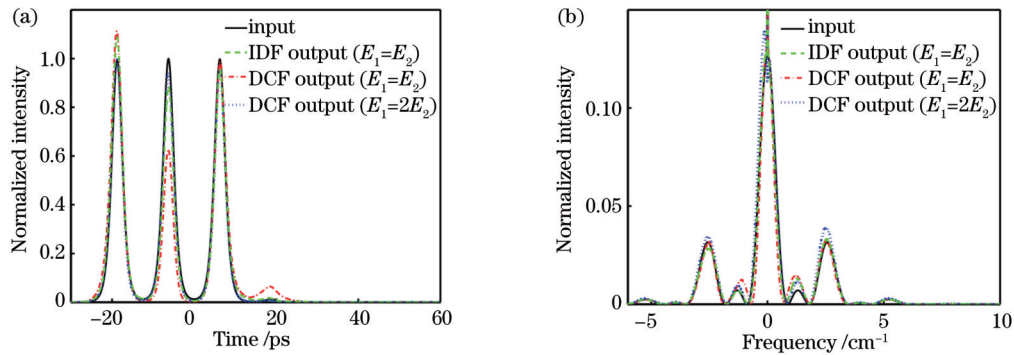 (a)
input
IDF output (E₁=E₂)
DCF output (E₁=E₂)
DCF output (E₁=2E₂)
Normalized intensity
1.0
0.8
0.6
0.4
0.2
0
−20
0
20
40
60
Time /ps
(b)
input
IDF output (E₁=E₂)
DCF output (E₁=E₂)
DCF output (E₁=2E₂)
Normalized intensity
0.10
0.05
0
−5
0
5
10
Frequency /cm⁻¹